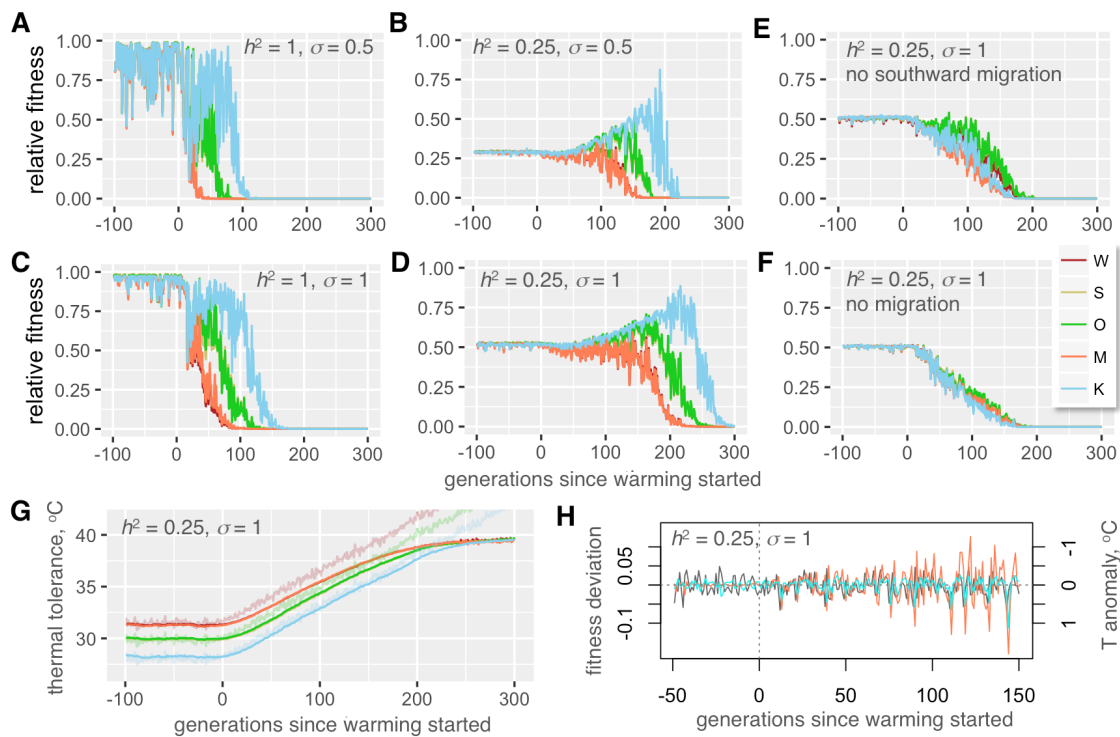 A
h² = 1, σ = 0.5
relative fitness
1.00
0.75
0.50
0.25
0.00
-100 0 100 200 300
B
h² = 0.25, σ = 0.5
1.00
0.75
0.50
0.25
0.00
-100 0 100 200 300
E
h² = 0.25, σ = 1
no southward migration
1.00
0.75
0.50
0.25
0.00
-100 0 100 200 300
C
h² = 1, σ = 1
relative fitness
1.00
0.75
0.50
0.25
0.00
-100 0 100 200 300
D
h² = 0.25, σ = 1
1.00
0.75
0.50
0.25
0.00
-100 0 100 200 300
generations since warming started
F
h² = 0.25, σ = 1
no migration
1.00
0.75
0.50
0.25
0.00
-100 0 100 200 300
W
S
O
M
K
G
h² = 0.25, σ = 1
thermal tolerance, ºC
40
35
30
-100 0 100 200 300
generations since warming started
H
h² = 0.25, σ = 1
fitness deviation
0.05
-0.1
T anomaly, ºC
-1
0
1
-50 0 50 100 150
generations since warming started